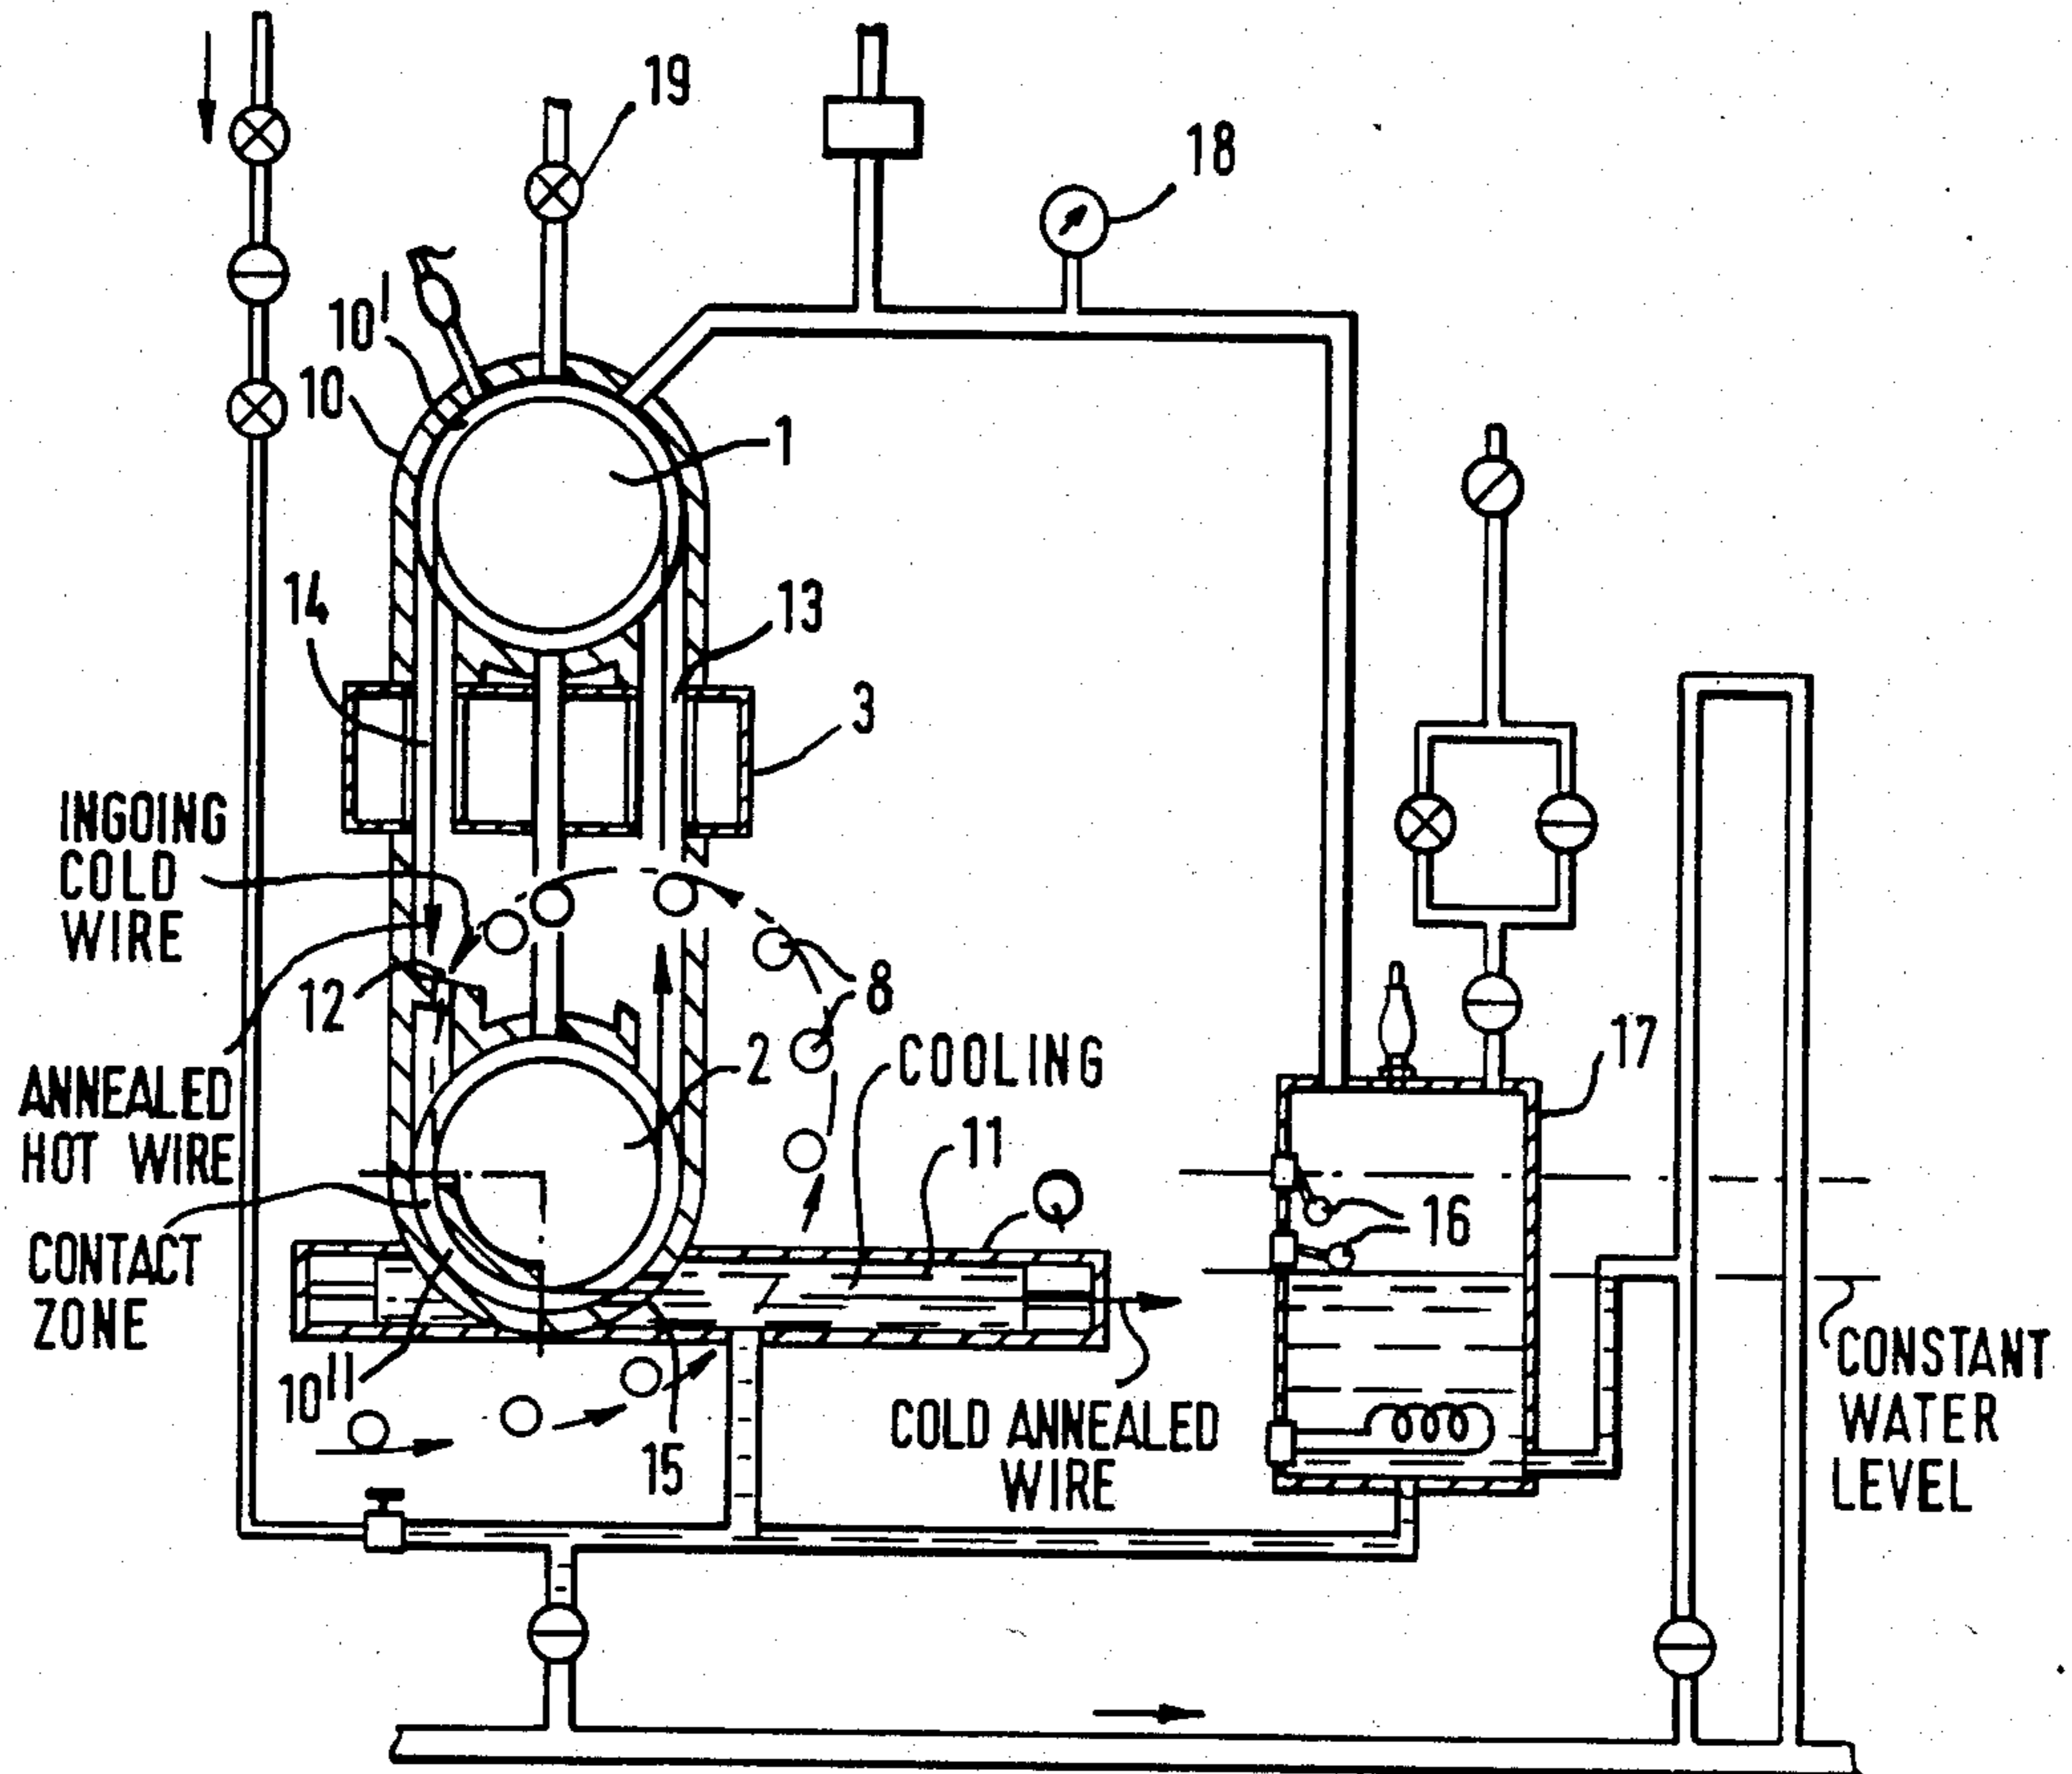 19
18
10'
10
1
14
13
3
INGOING
COLD
WIRE
12
8
2
COOLING
17
ANNEALED
HOT WIRE
11
16
CONTACT
ZONE
10''
15
COLD ANNEALED
WIRE
CONSTANT
WATER
LEVEL